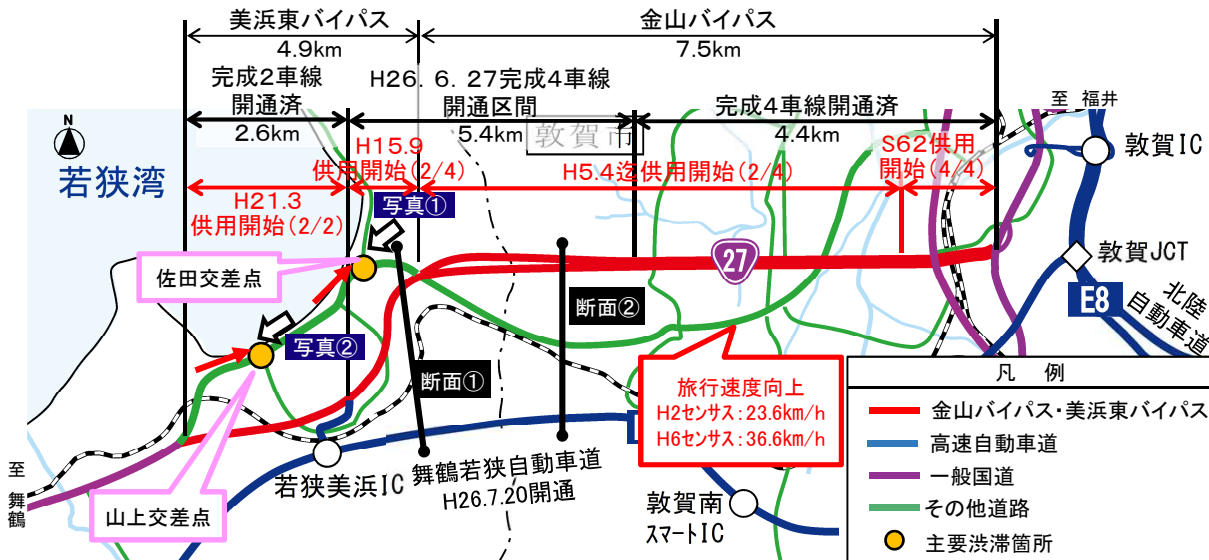 美浜東バイパス
4.9km
金山バイパス
7.5km
完成2車線
開通済
2.6km
H26.6.27完成4車線
開通区間
5.4km
完成4車線開通済
4.4km
敦賀市
至 福井
N
若狭湾
H15.9
供用開始(2/4)
H21.3
供用開始(2/2)
H5.4迄供用開始(2/4)
S62供用
開始(4/4)
敦賀IC
写真①
佐田交差点
27
敦賀JCT
E8
北陸
自動車道
断面②
写真②
断面①
旅行速度向上
H2センサス:23.6km/h
H6センサス:36.6km/h
凡 例
金山バイパス・美浜東バイパス
高速自動車道
一般国道
その他道路
主要渋滞箇所
至
舞鶴
若狭美浜IC
舞鶴若狭自動車道
H26.7.20開通
山上交差点
敦賀南
スマートIC